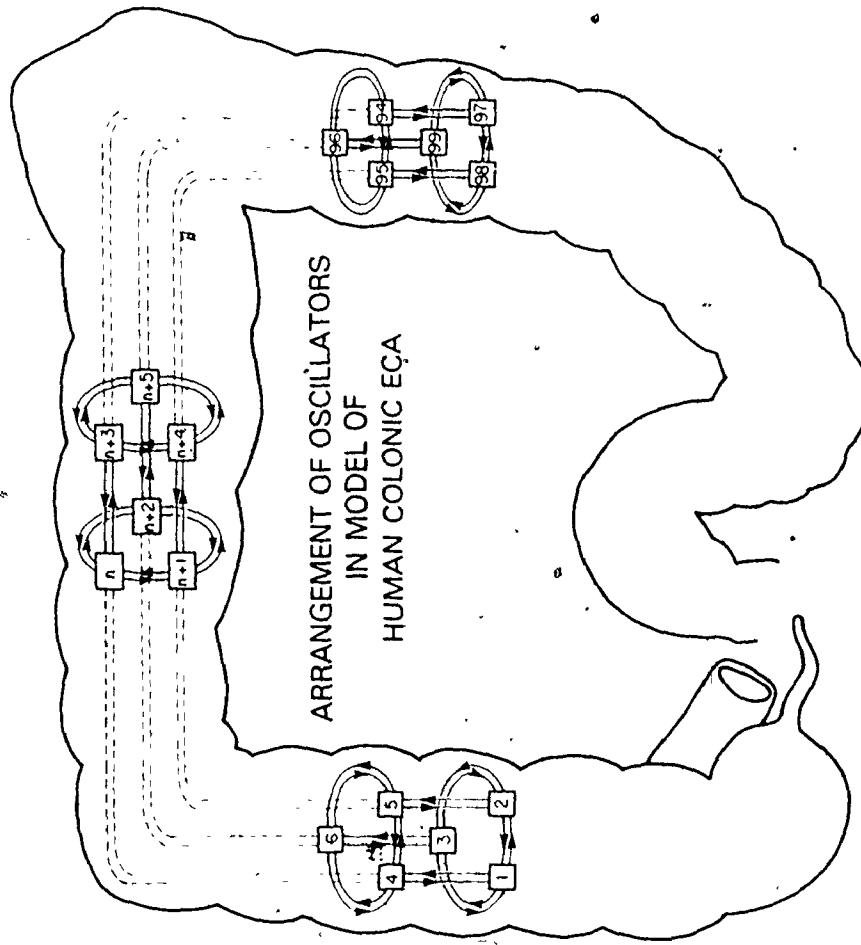 ARRANGEMENT OF OSCILLATORS
IN MODEL OF
HUMAN COLONIC ECA
n
n+1
n+2
n+3
n+4
n+5
96
95
94
99
98
97
6
4
5
3
1
2